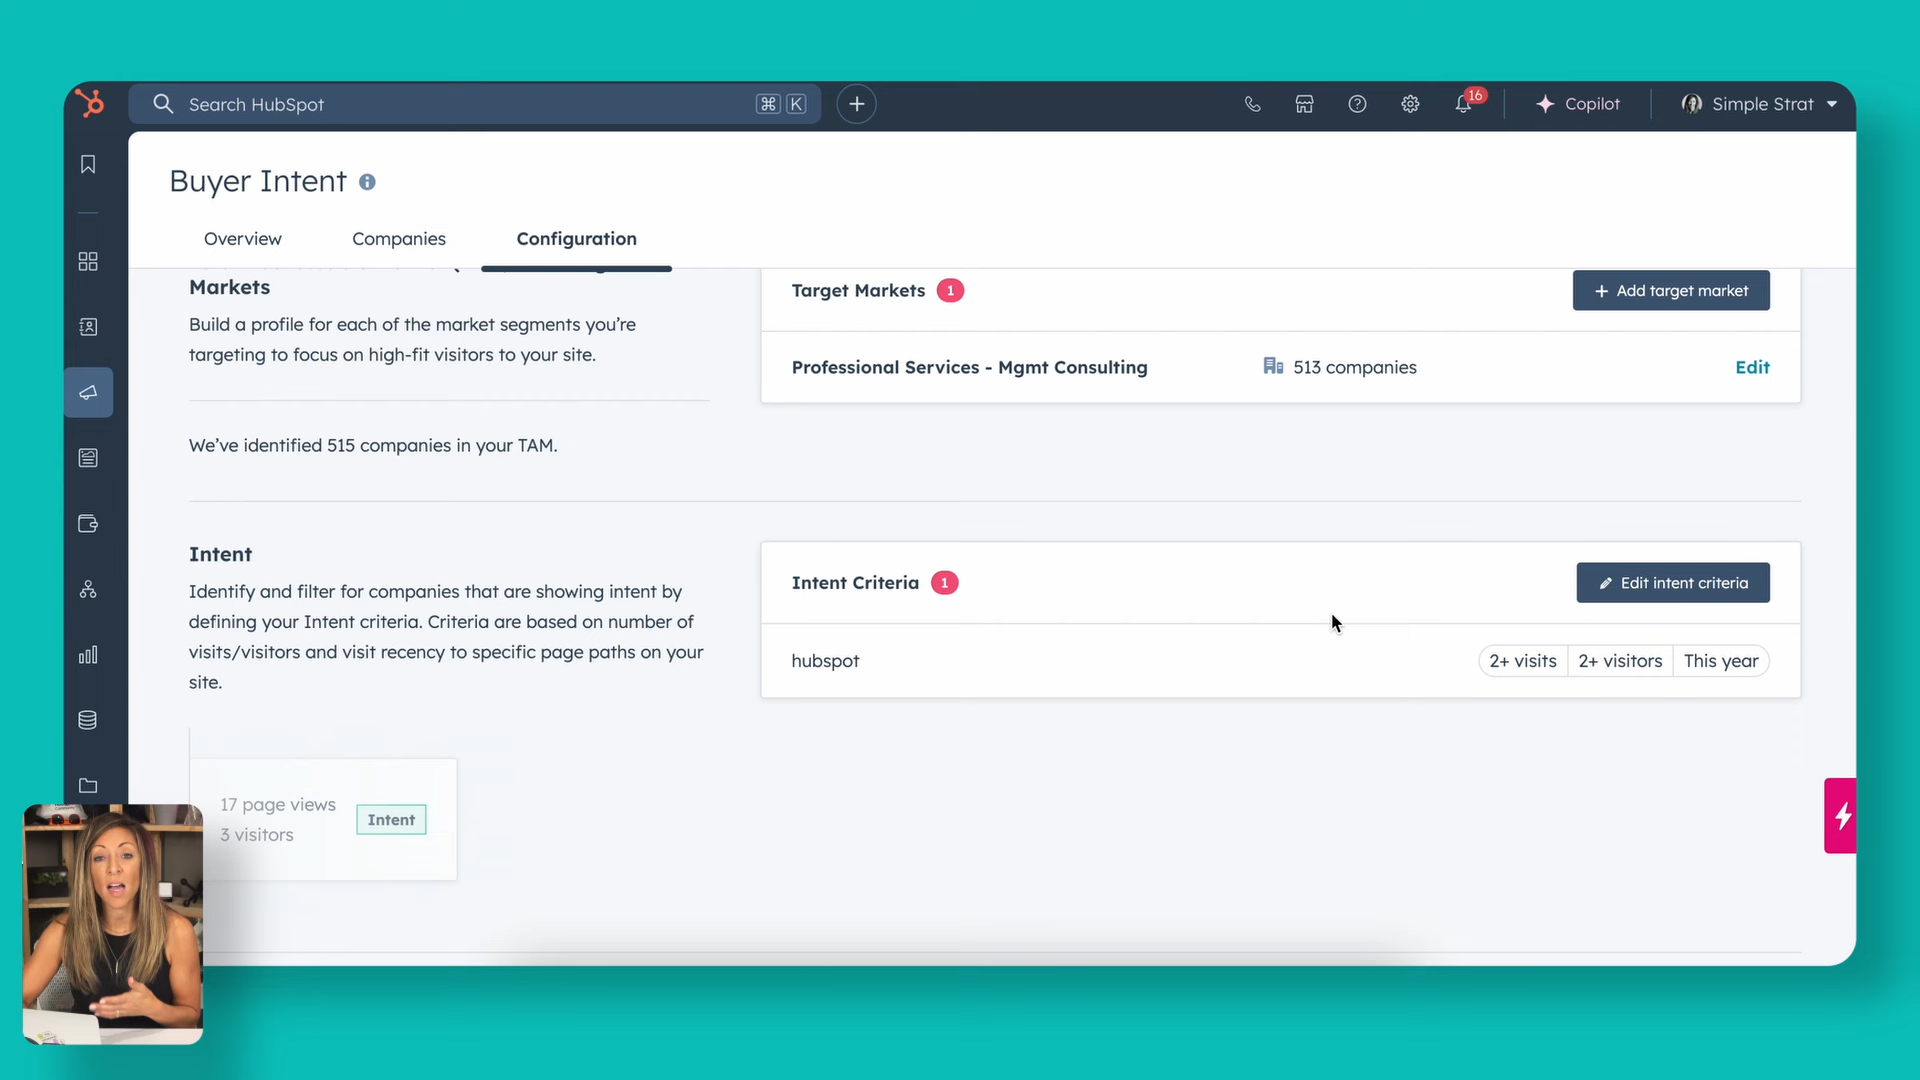 Search HubSpot
⌘ K
16
Copilot
Simple Strat
Buyer Intent
Overview
Companies
Configuration
Markets
Build a profile for each of the market segments you’re
targeting to focus on high-fit visitors to your site.
We’ve identified 515 companies in your TAM.
Target Markets 1
+ Add target market
Professional Services - Mgmt Consulting
513 companies
Edit
Intent
Identify and filter for companies that are showing intent by
defining your Intent criteria. Criteria are based on number of
visits/visitors and visit recency to specific page paths on your
site.
Intent Criteria 1
Edit intent criteria
hubspot
2+ visits
2+ visitors
This year
17 page views
3 visitors
Intent